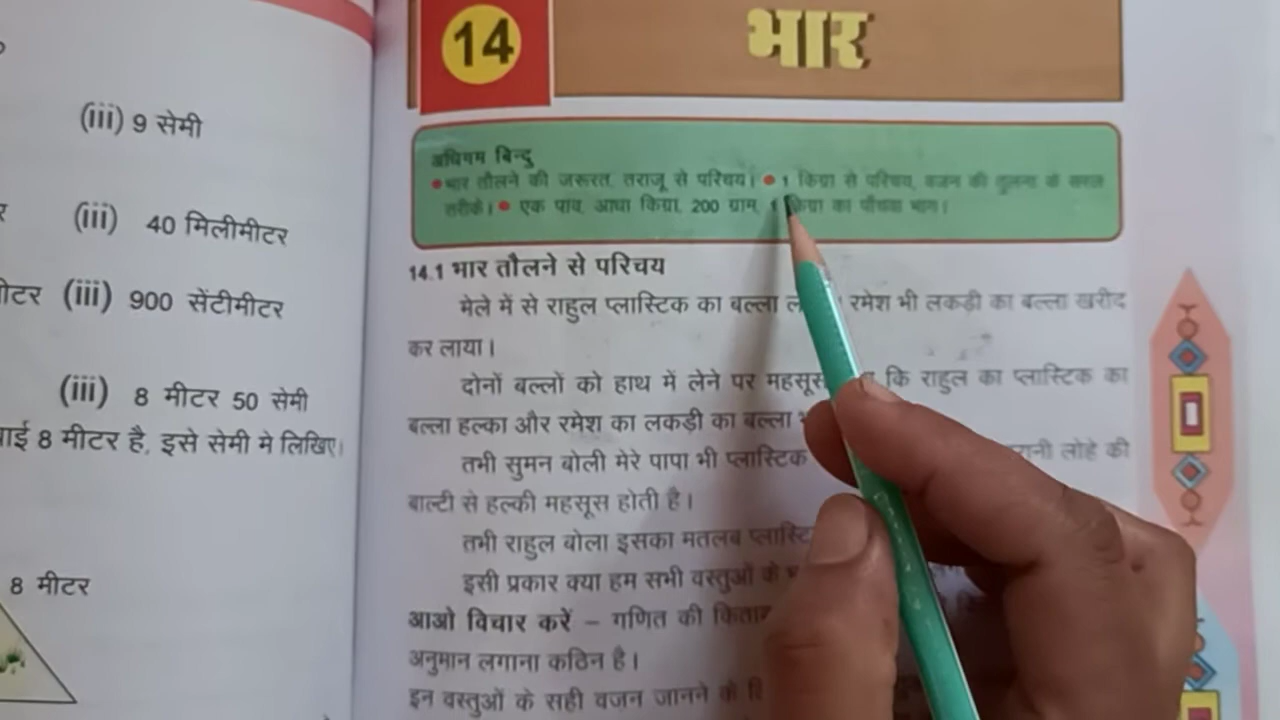 (iii) 9 सेमी
(iii) 40 मिलीमीटर
(iii) 900 सेंटीमीटर
(iii) 8 मीटर 50 सेमी
8 मीटर है, इसे सेमी मे लिखिए।
8 मीटर
14
भार
अधिगम बिन्दु
भार तौलने की जरूरत, तराजू से परिचय। 1 किग्रा से परिचय, वजन की तुलना के सरल
तरीके। एक पाव, आधा किग्रा, 200 ग्राम, 1 किग्रा का पाँचवा भाग।
14.1 भार तौलने से परिचय
मेले में से राहुल प्लास्टिक का बल्ला रमेश भी लकड़ी का बल्ला खरीद
कर लाया।
दोनों बल्लों को हाथ में लेने पर महसूस कि राहुल का प्लास्टिक का
बल्ला हल्का और रमेश का लकड़ी का बल्ला
तभी सुमन बोली मेरे पापा भी प्लास्टिक लोहे की
बाल्टी से हल्की महसूस होती है।
तभी राहुल बोला इसका मतलब
इसी प्रकार क्या हम सभी वस्तुओं के
आओ विचार करें – गणित की किताब
अनुमान लगाना कठिन है।
इन वस्तुओं के सही वजन जानने के